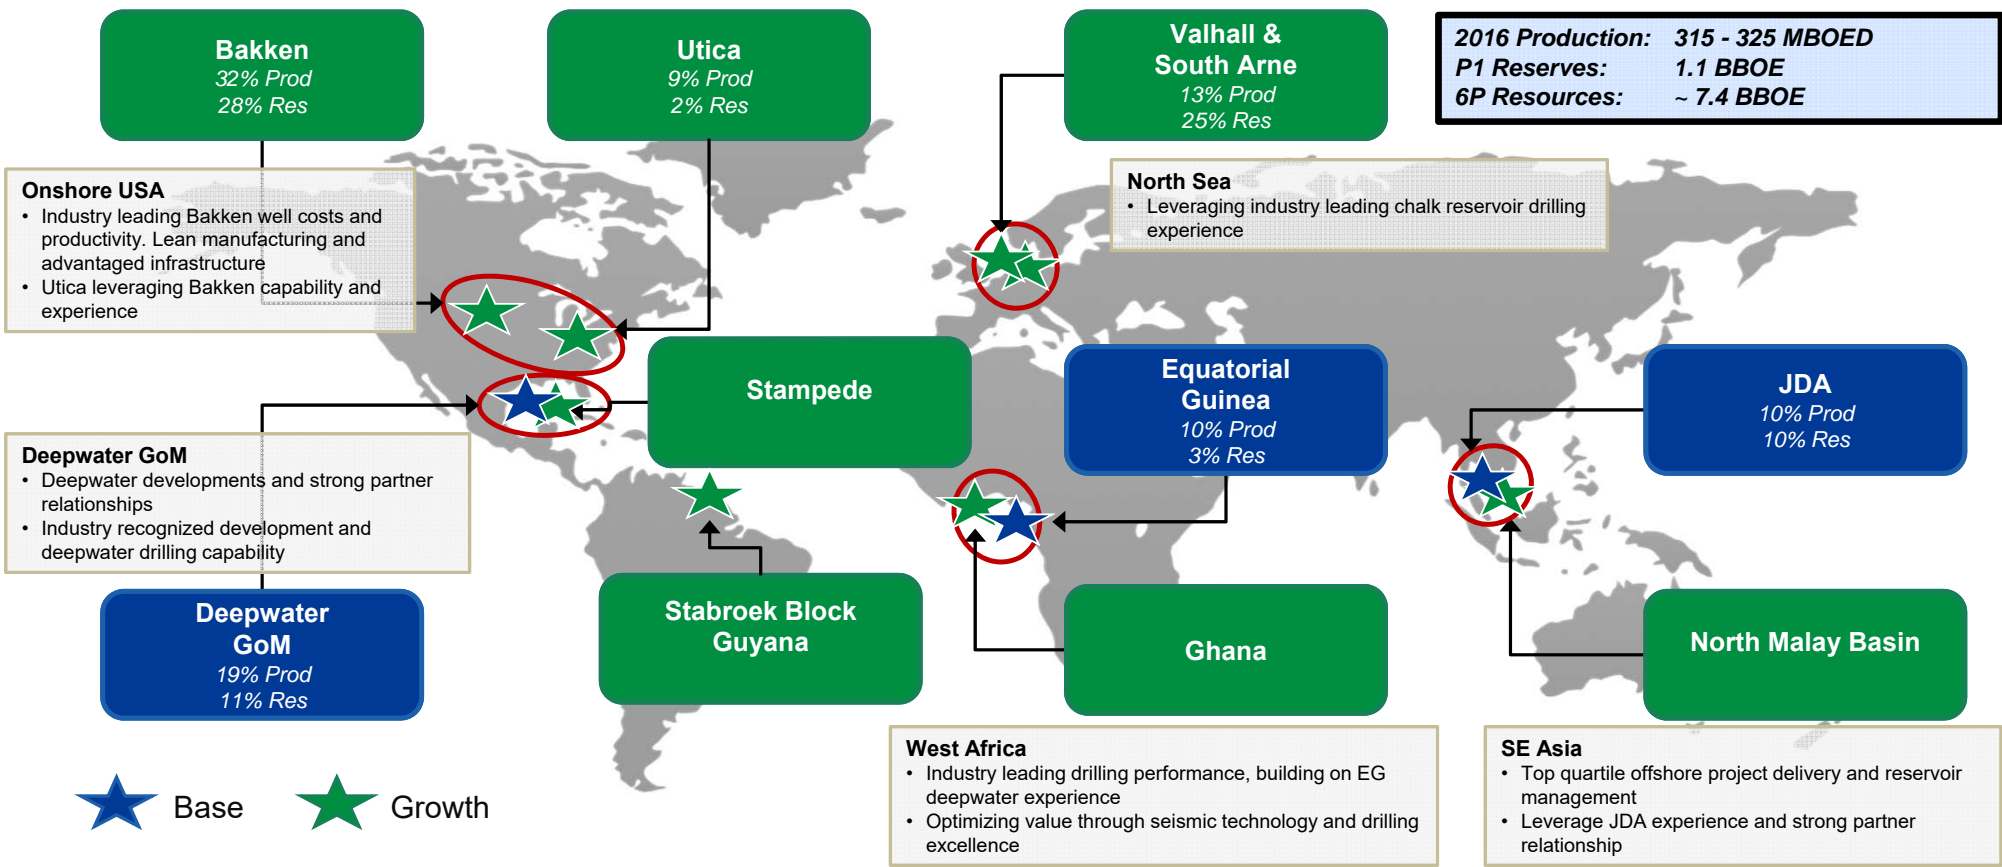 Bakken
32% Prod
28% Res
Utica
9% Prod
2% Res
Valhall &
South Arne
13% Prod
25% Res
2016 Production: 315 - 325 MBOED
P1 Reserves: 1.1 BBOE
6P Resources: ~ 7.4 BBOE
Onshore USA
• Industry leading Bakken well costs and
productivity. Lean manufacturing and
advantaged infrastructure
• Utica leveraging Bakken capability and
experience
North Sea
• Leveraging industry leading chalk reservoir drilling
experience
Stampede
Equatorial
Guinea
10% Prod
3% Res
JDA
10% Prod
10% Res
Deepwater GoM
• Deepwater developments and strong partner
relationships
• Industry recognized development and
deepwater drilling capability
Deepwater
GoM
19% Prod
11% Res
Stabroek Block
Guyana
Ghana
North Malay Basin
West Africa
• Industry leading drilling performance, building on EG
deepwater experience
• Optimizing value through seismic technology and drilling
excellence
SE Asia
• Top quartile offshore project delivery and reservoir
management
• Leverage JDA experience and strong partner
relationship
Base
Growth